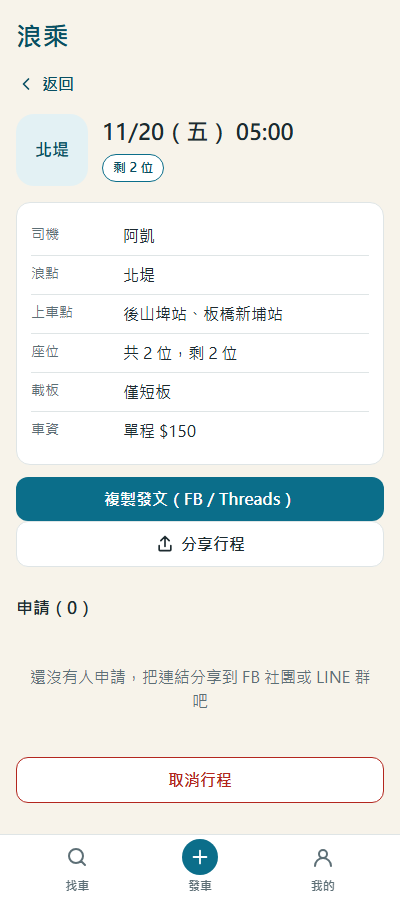 浪乘
返回
北堤
11/20（五） 05:00
剩 2 位
司機 阿凱
浪點 北堤
上車點 後山埤站、板橋新埔站
座位 共 2 位，剩 2 位
載板 僅短板
車資 單程 $150
複製發文（FB / Threads）
分享行程
申請（0）
還沒有人申請，把連結分享到 FB 社團或 LINE 群
吧
取消行程
找車 發車 我的